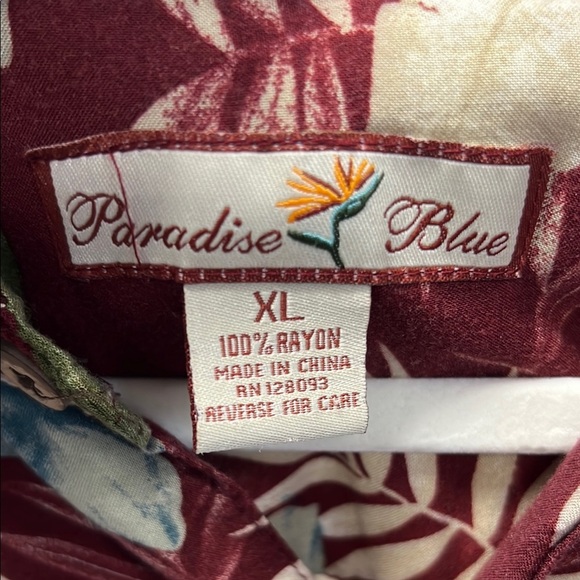 Paradise Blue
XL
100% RAYON
MADE IN CHINA
RN 128093
REVERSE FOR CARE